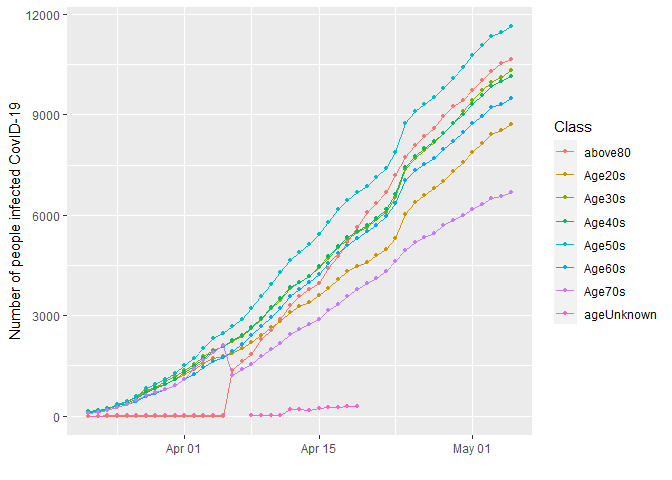 12000
9000
6000
3000
0
Number of people infected CovID-19
Apr 01
Apr 15
May 01
Class
above80
Age20s
Age30s
Age40s
Age50s
Age60s
Age70s
ageUnknown